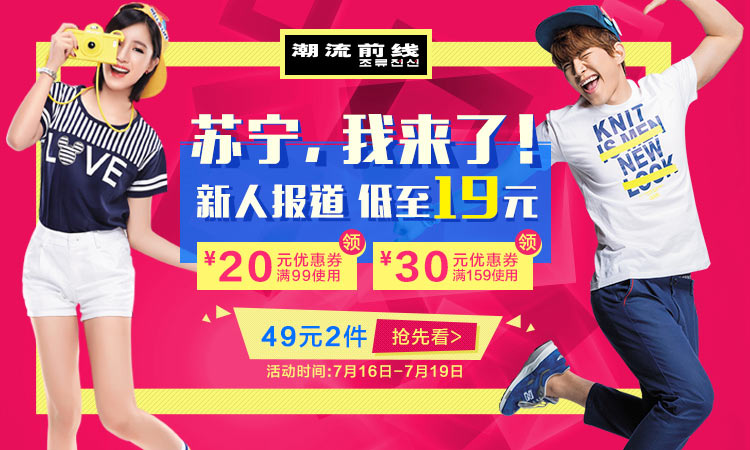 潮流前线
조류진신
苏宁,我来了!
新人报道 低至19元
¥20元优惠券
满99使用
领
¥30元优惠券
满159使用
领
49元2件 抢先看>
活动时间:7月16日-7月19日
LOVE
KNIT
IS MEN
NEW
LOOK